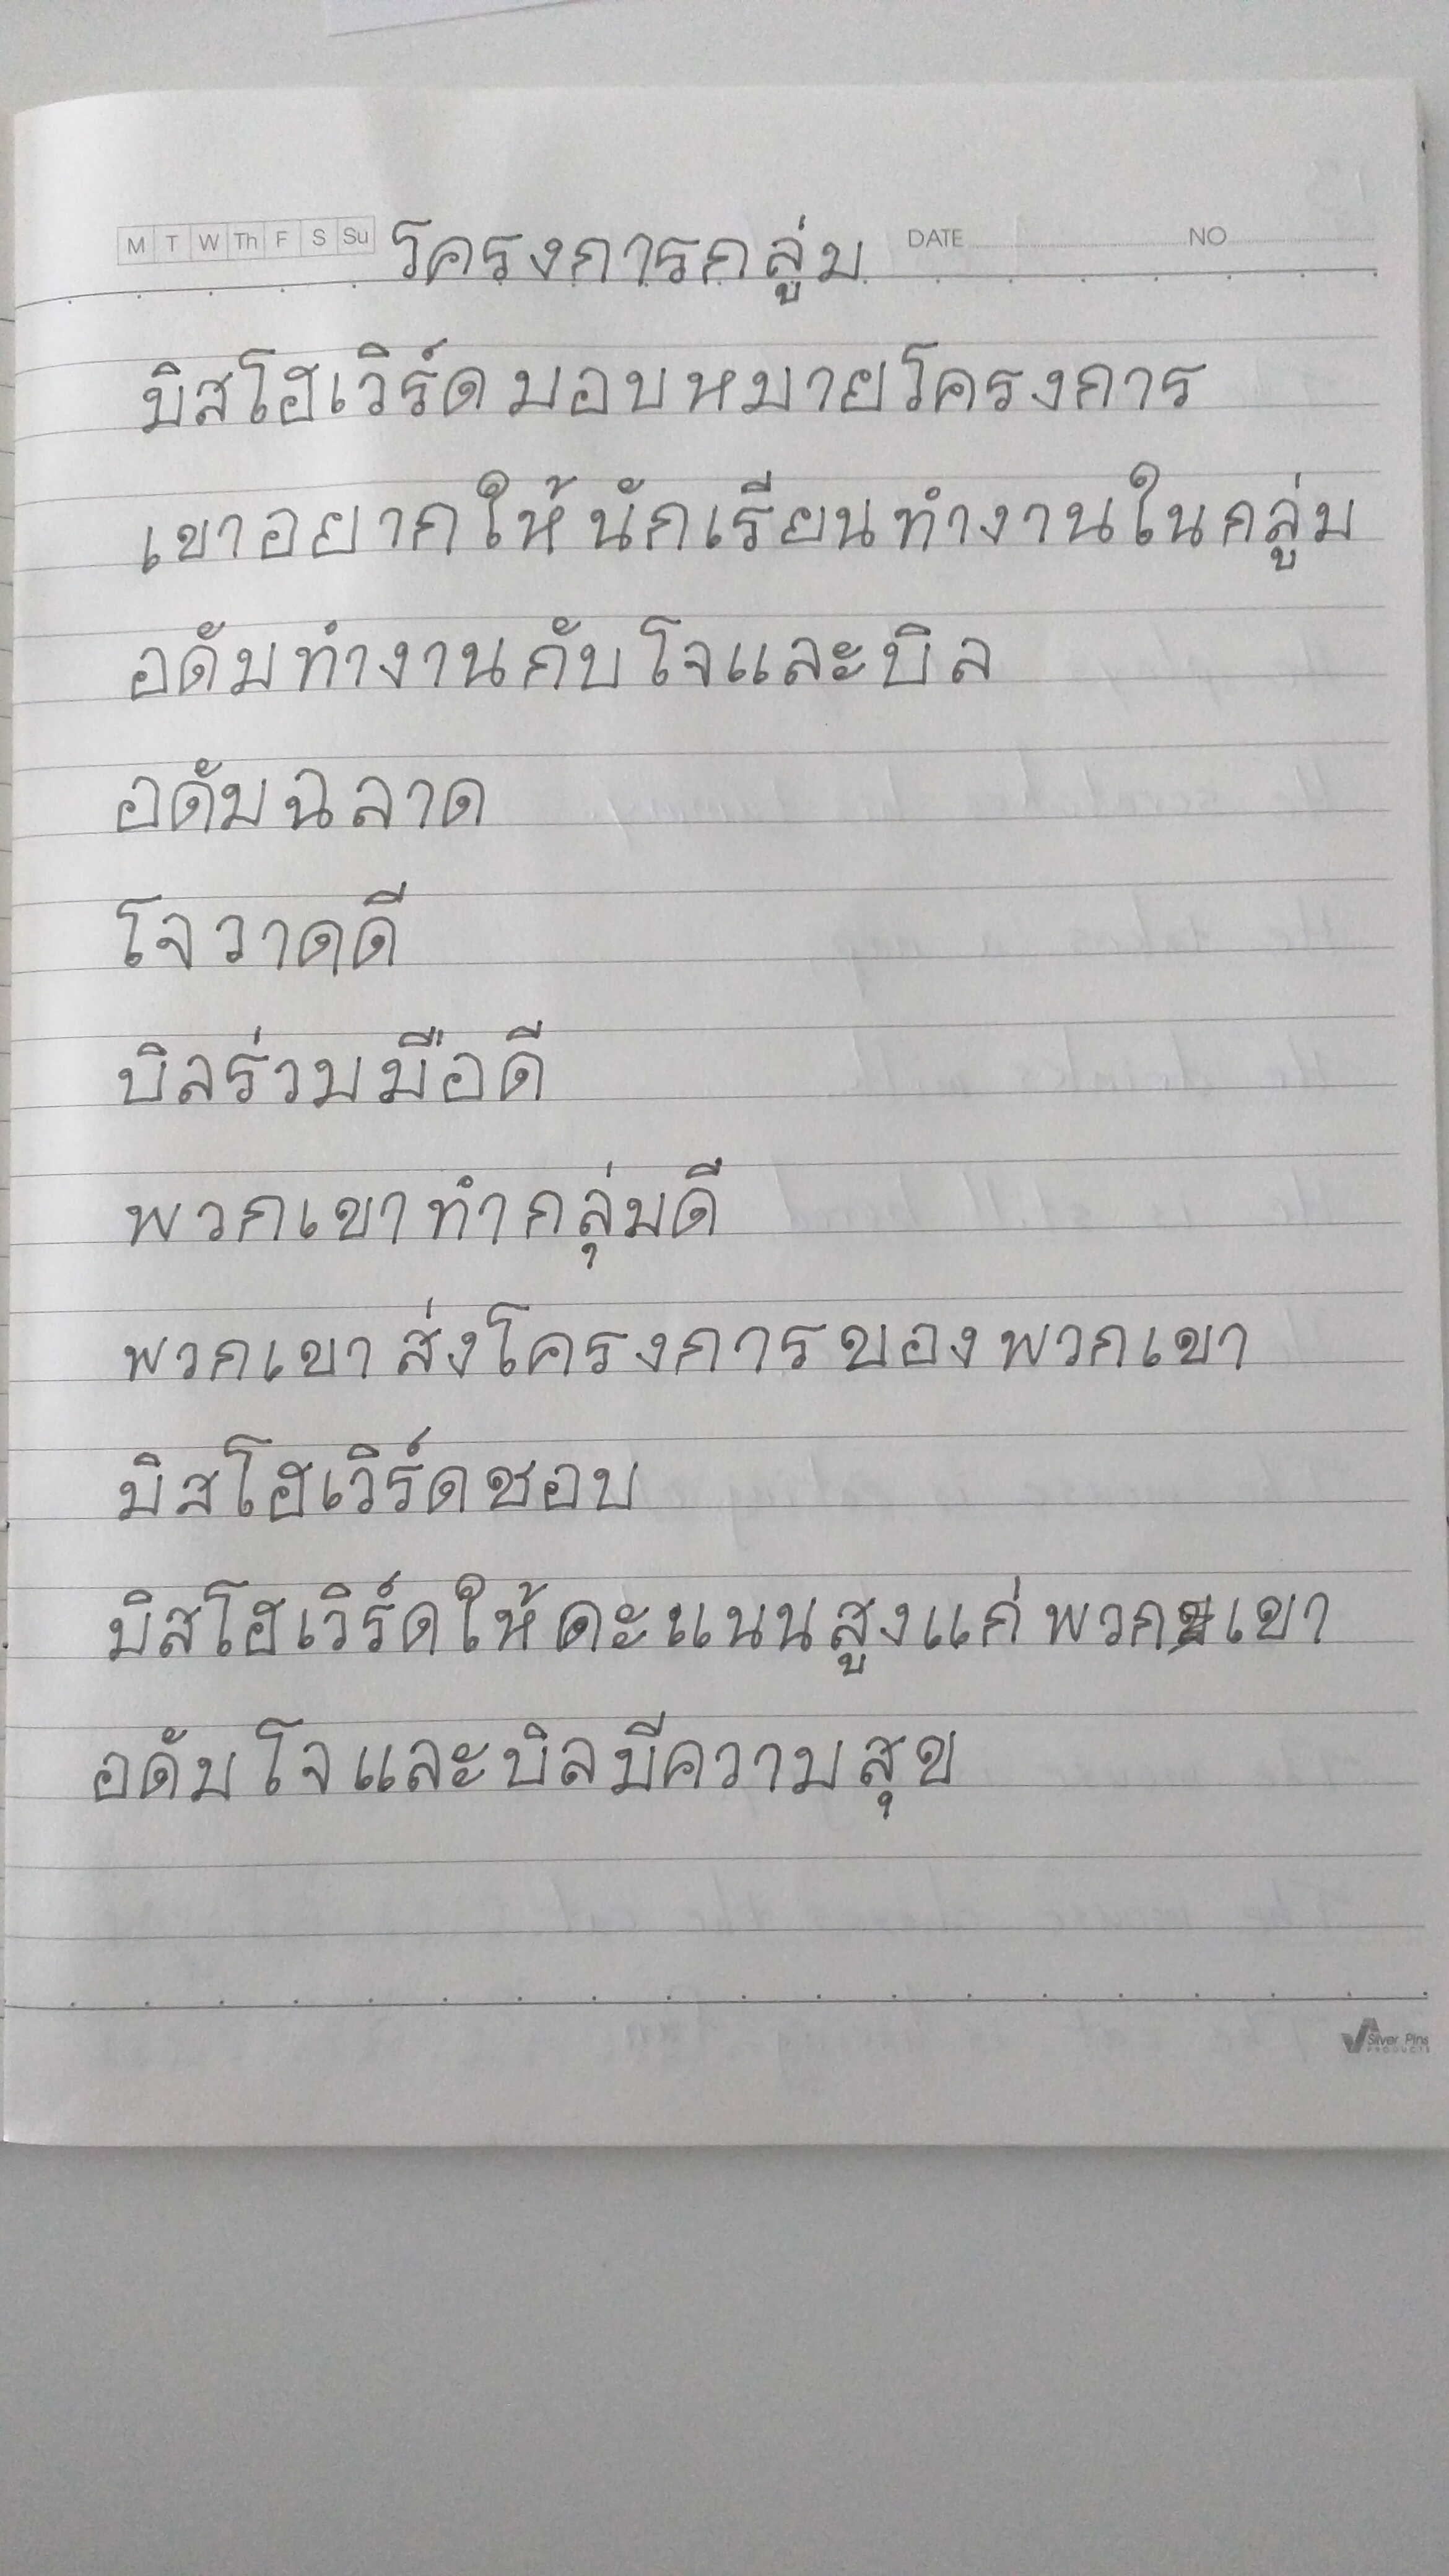 M T W Th F S Su โครงการกลู่ม DATE NO
มิสโฮเวิร์ดมอบหมายโครงการ
เขาอยากให้นักเรียนทำงานในกลู่ม
อดัมทำงานกับโจและบิล
อดัมฉลาด
โจวาดดี
บิลร่วมมือดี
พวกเขาทำกลุ่มดี
พวกเขาส่งโครงการของพวกเขา
มิสโฮเวิร์ดชอบ
มิสโฮเวิร์ดให้คะแนนสูงแก่พวกเขา
อดัมโจและบิลมีความสุข
Silver Pins
PRODUCTS